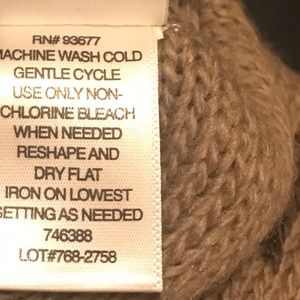 RN# 93677
MACHINE WASH COLD
GENTLE CYCLE
USE ONLY NON-
CHLORINE BLEACH
WHEN NEEDED
RESHAPE AND
DRY FLAT
IRON ON LOWEST
SETTING AS NEEDED
746388
LOT#768-2758